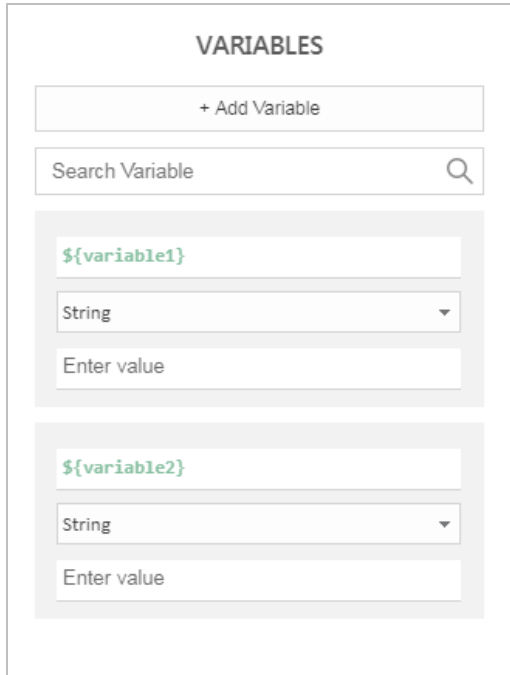 VARIABLES
+ Add Variable
Search Variable
${variable1}
String
Enter value
${variable2}
String
Enter value